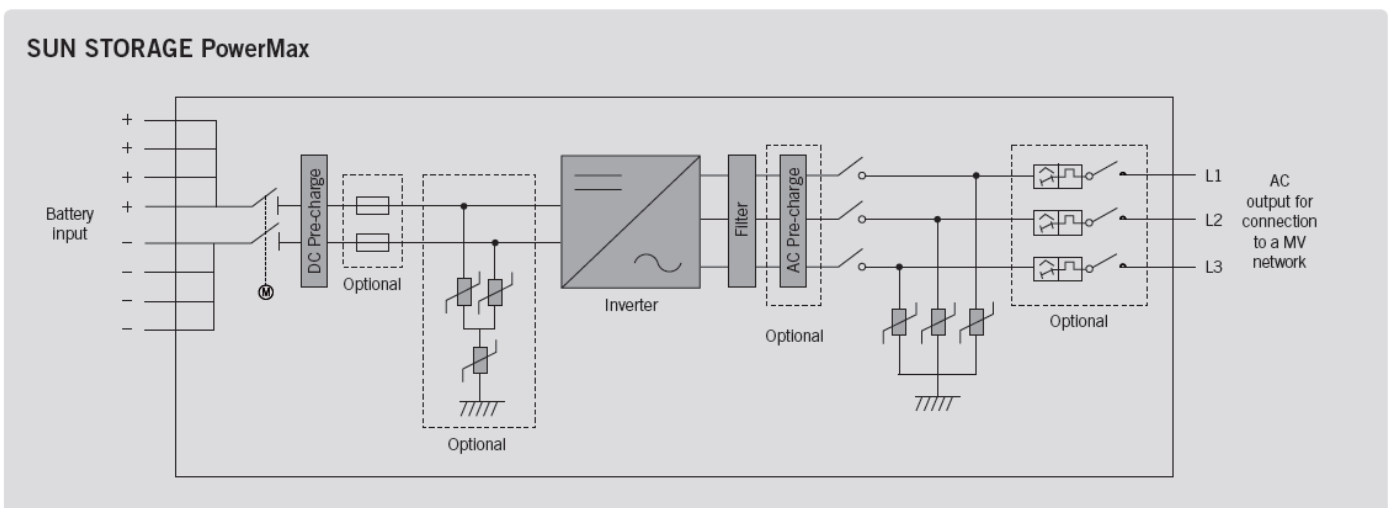 SUN STORAGE PowerMax
+
+
+
+
Battery
input
−
−
−
−
M
DC Pre-charge
Optional
Optional
Inverter
Filter
AC Pre-charge
Optional
Optional
L1
L2
L3
AC
output for
connection
to a MV
network